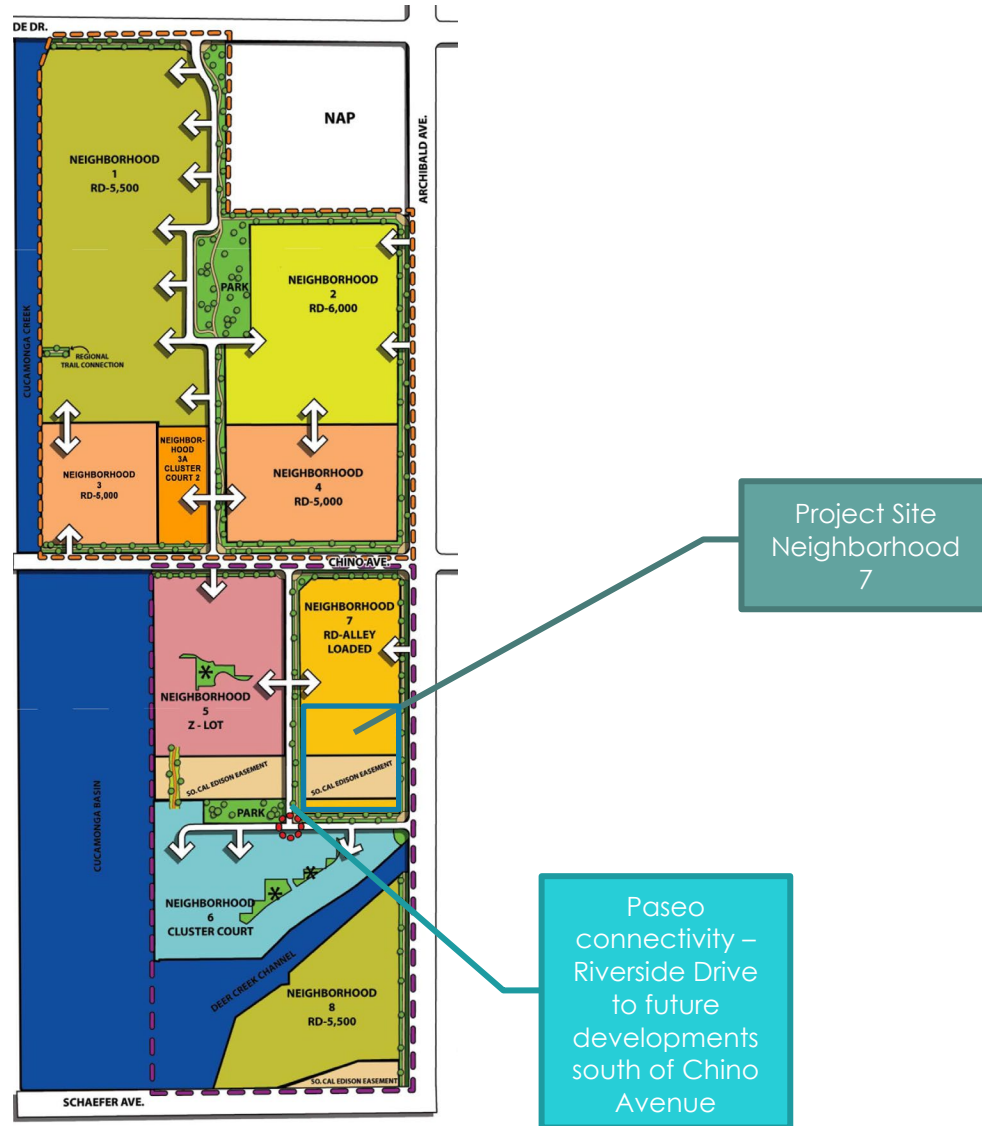 DE DR.
NAP
ARCHIBALD AVE.
NEIGHBORHOOD
1
RD-5,500
PARK
NEIGHBORHOOD
2
RD-6,000
CUCAMONGA CREEK
REGIONAL
TRAIL CONNECTION
NEIGHBORHOOD
3
RD-5,000
NEIGHBOR-
HOOD
3A
CLUSTER
COURT 2
NEIGHBORHOOD
4
RD-5,000
CHINO AVE.
Project Site
Neighborhood
7
NEIGHBORHOOD
7
RD-ALLEY
LOADED
NEIGHBORHOOD
5
Z - LOT
SO. CAL EDISON EASEMENT
SO. CAL EDISON EASEMENT
CUCAMONGA BASIN
PARK
NEIGHBORHOOD
6
CLUSTER COURT
DEER CREEK CHANNEL
NEIGHBORHOOD
8
RD-5,500
SO. CAL EDISON EASEMENT
SCHAEFER AVE.
Paseo
connectivity –
Riverside Drive
to future
developments
south of Chino
Avenue